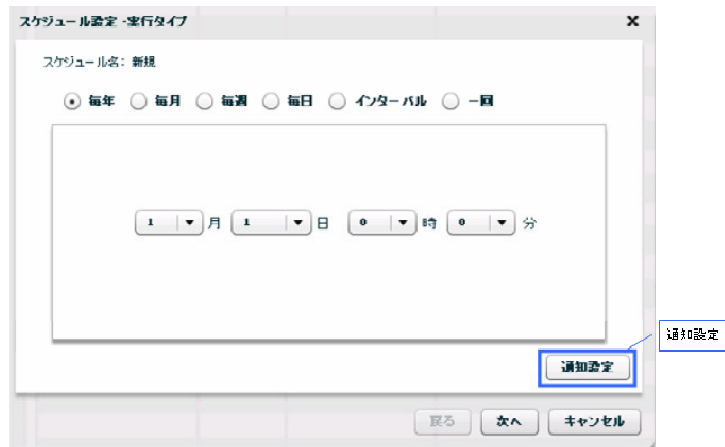 スケジュール設定 -実行タイプ
スケジュール名: 新規
毎年 毎月 毎週 毎日 インターバル 一回
1 月 1 日 0 時 0 分
通知設定
通知設定
戻る 次へ キャンセル